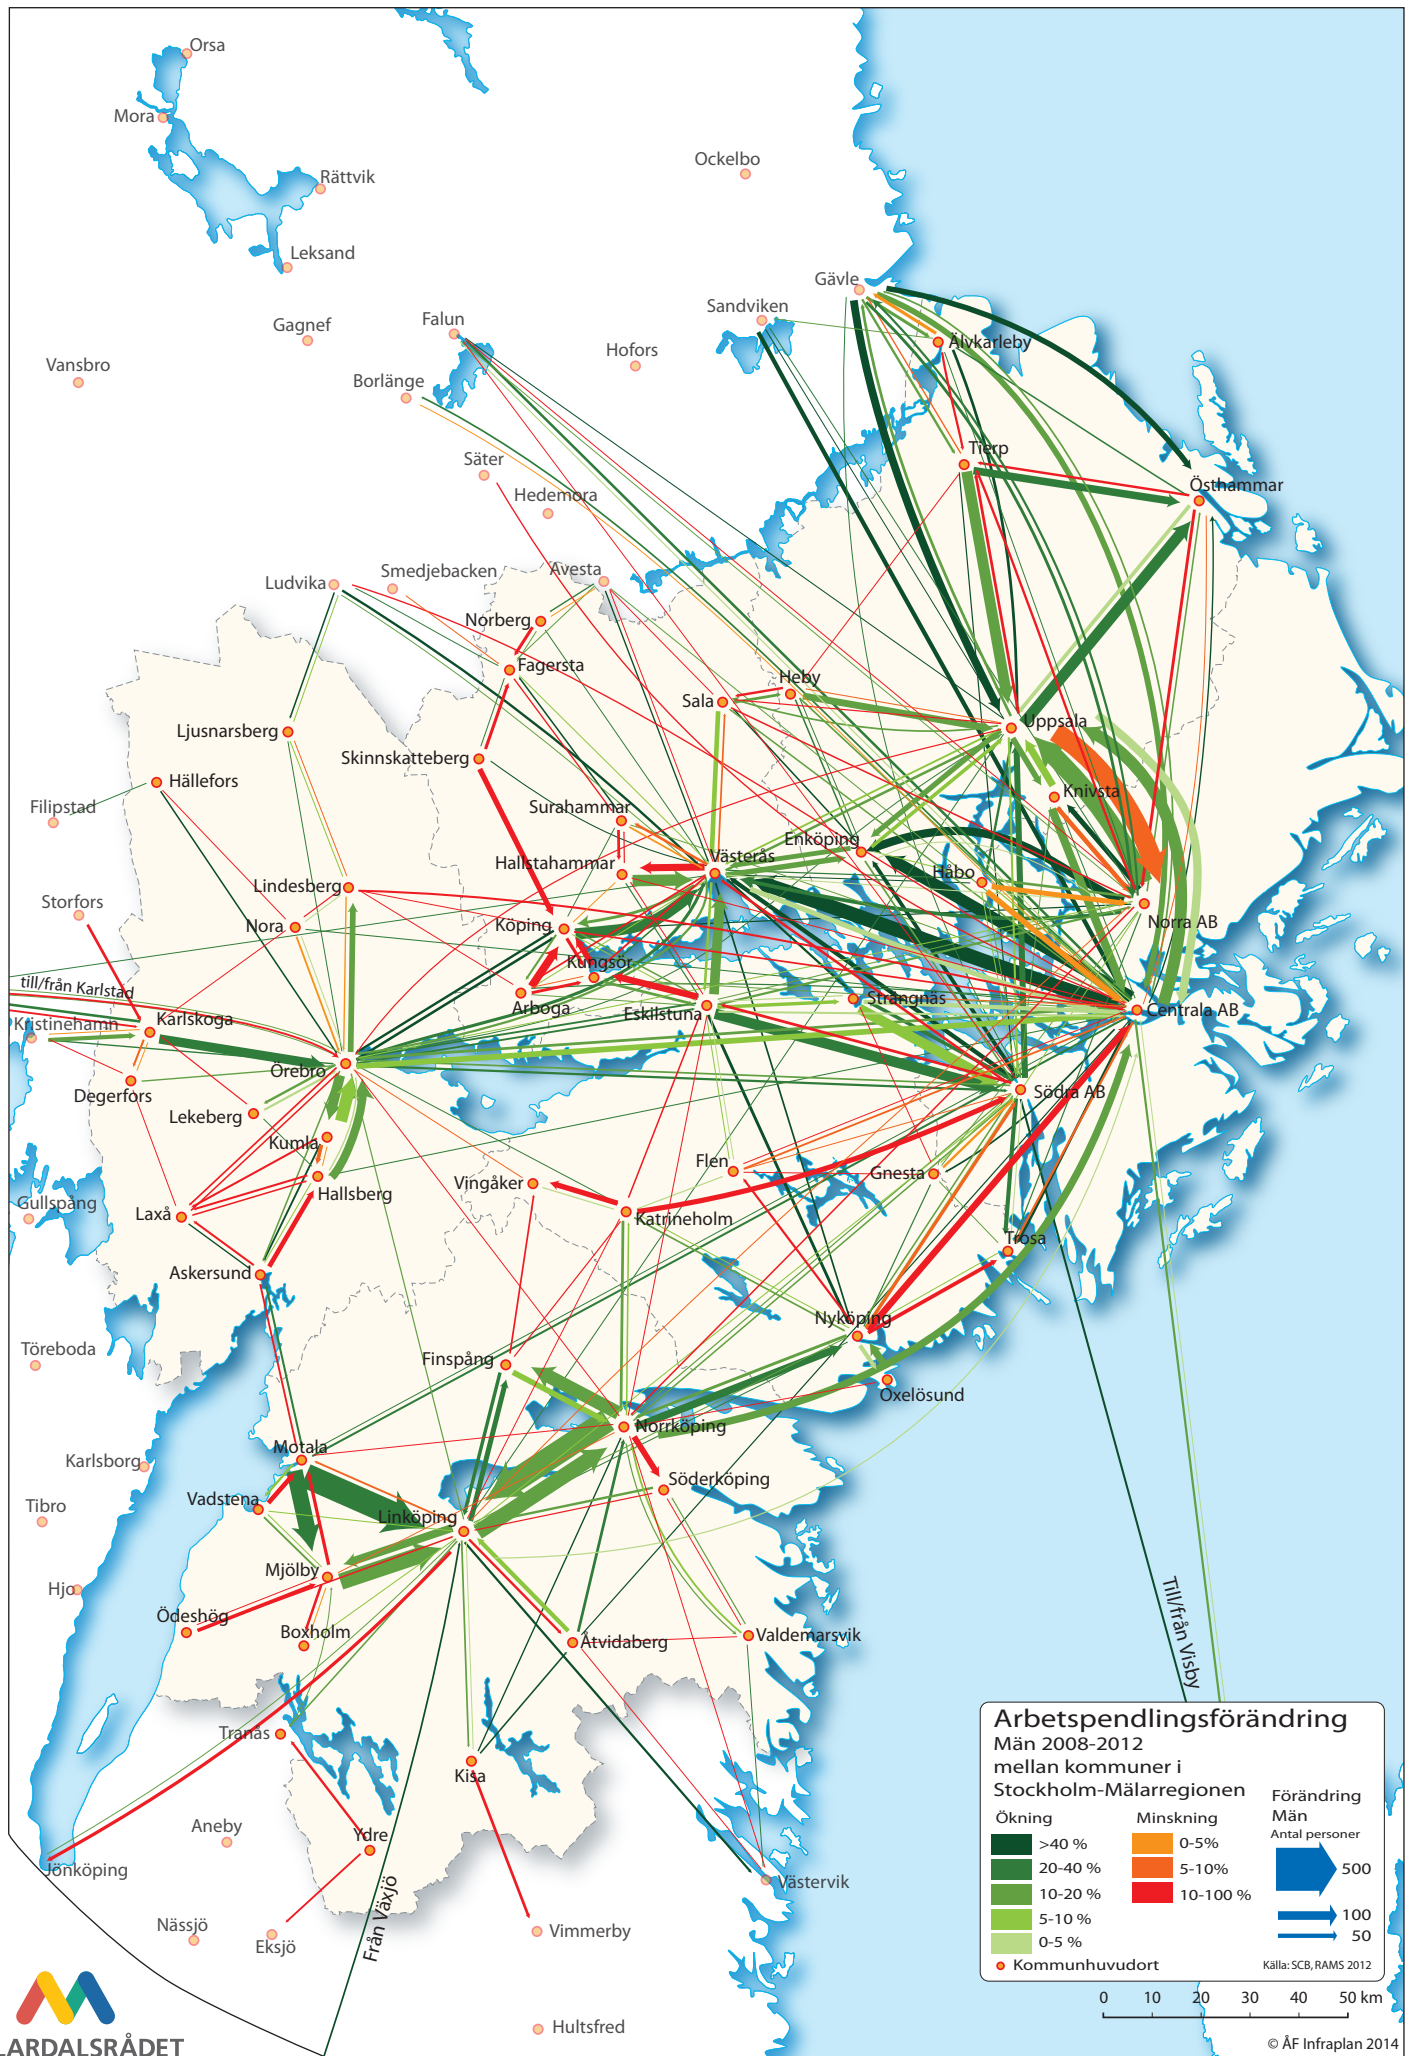 Orsa
Mora
Ockelbo
Rättvik
Leksand
Gävle
Sandviken
Gagnef
Falun
Älvkarleby
Hofors
Vansbro
Borlänge
Tierp
Säter
Östhammar
Hedemora
Avesta
Smedjebacken
Ludvika
Norberg
Fagersta
Heby
Sala
Uppsala
Ljusnarsberg
Skinnskatteberg
Hällefors
Knivsta
Filipstad
Surahammar
Enköping
Västerås
Hallstahammar
Håbo
Lindesberg
Storfors
Norra AB
Nora
Köping
Kungsör
till/från Karlstad
Strängnäs
Arboga
Eskilstuna
Centrala AB
Karlskoga
Kristinehamn
Örebro
Södra AB
Degerfors
Lekeberg
Kumla
Flen
Gnesta
Vingåker
Hallsberg
Gullspång
Laxå
Katrineholm
Trosa
Askersund
Nyköping
Töreboda
Finspång
Oxelösund
Norrköping
Motala
Karlsborg
Söderköping
Vadstena
Tibro
Linköping
Mjölby
Hjo
Ödeshög
Boxholm
Åtvidaberg
Valdemarsvik
Till/från Visby
Tranås
Kisa
Aneby
Ydre
Jönköping
Västervik
Från Växjö
Nässjö
Eksjö
Vimmerby
Hultsfred
Arbetspendlingsförändring
Män 2008-2012
mellan kommuner i
Stockholm-Mälarregionen
Ökning
>40 %
20-40 %
10-20 %
5-10 %
0-5 %
Minskning
0-5%
5-10%
10-100 %
Förändring
Män
Antal personer
500
100
50
Kommunhuvudort
Källa: SCB, RAMS 2012
0 10 20 30 40 50 km
© ÅF Infraplan 2014
LARDALSRÅDET